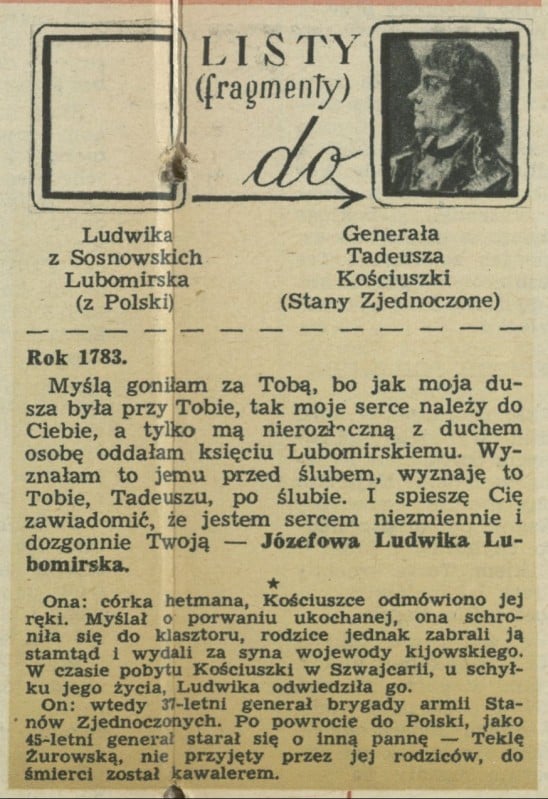 LISTY
(fragmenty)
do
Ludwika
z Sosnowskich
Lubomirska
(z Polski)
Generała
Tadeusza
Kościuszki
(Stany Zjednoczone)
Rok 1783.
Myślą goniłam za Tobą, bo jak moja du-
sza była przy Tobie, tak moje serce należy do
Ciebie, a tylko mą nierozłączną z duchem
osobę oddałam księciu Lubomirskiemu. Wy-
znałam to jemu przed ślubem, wyznaję to
Tobie, Tadeuszu, po ślubie. I spieszę Cię
zawiadomić, że jestem sercem niezmiennie i
dozgonnie Twoją — Józefowa Ludwika Lu-
bomirska.
Ona: córka hetmana, Kościuszce odmówiono jej
ręki. Myślał o porwaniu ukochanej, ona schro-
niła się do klasztoru, rodzice jednak zabrali ją
stamtąd i wydali za syna wojewody kijowskiego.
W czasie pobytu Kościuszki w Szwajcarii, u schył-
ku jego życia, Ludwika odwiedziła go.
On: wtedy 37-letni generał brygady armii Sta-
nów Zjednoczonych. Po powrocie do Polski, jako
45-letni generał starał się o inną pannę — Teklę
Żurowską, nie przyjęty przez jej rodziców, do
śmierci został kawalerem.